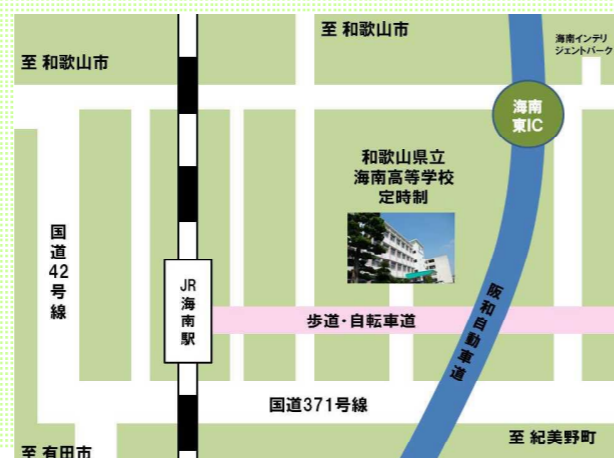 至 和歌山市
至 和歌山市
海南インテリ
ジェントパーク
海南
東IC
和歌山県立
海南高等学校
定時制
国道42号線
JR海南駅
歩道・自転車道
阪和自動車道
国道371号線
至 有田市
至 紀美野町